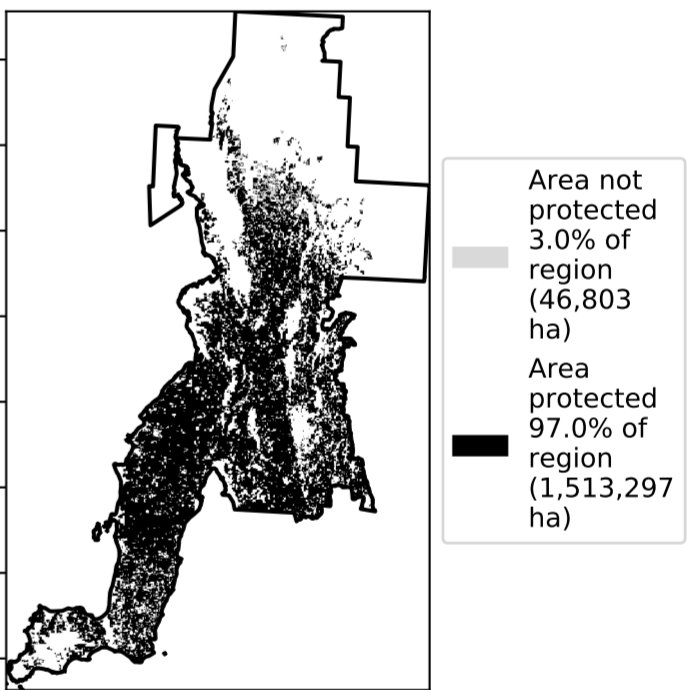 Area not
protected
3.0% of
region
(46,803
ha)
Area
protected
97.0% of
region
(1,513,297
ha)